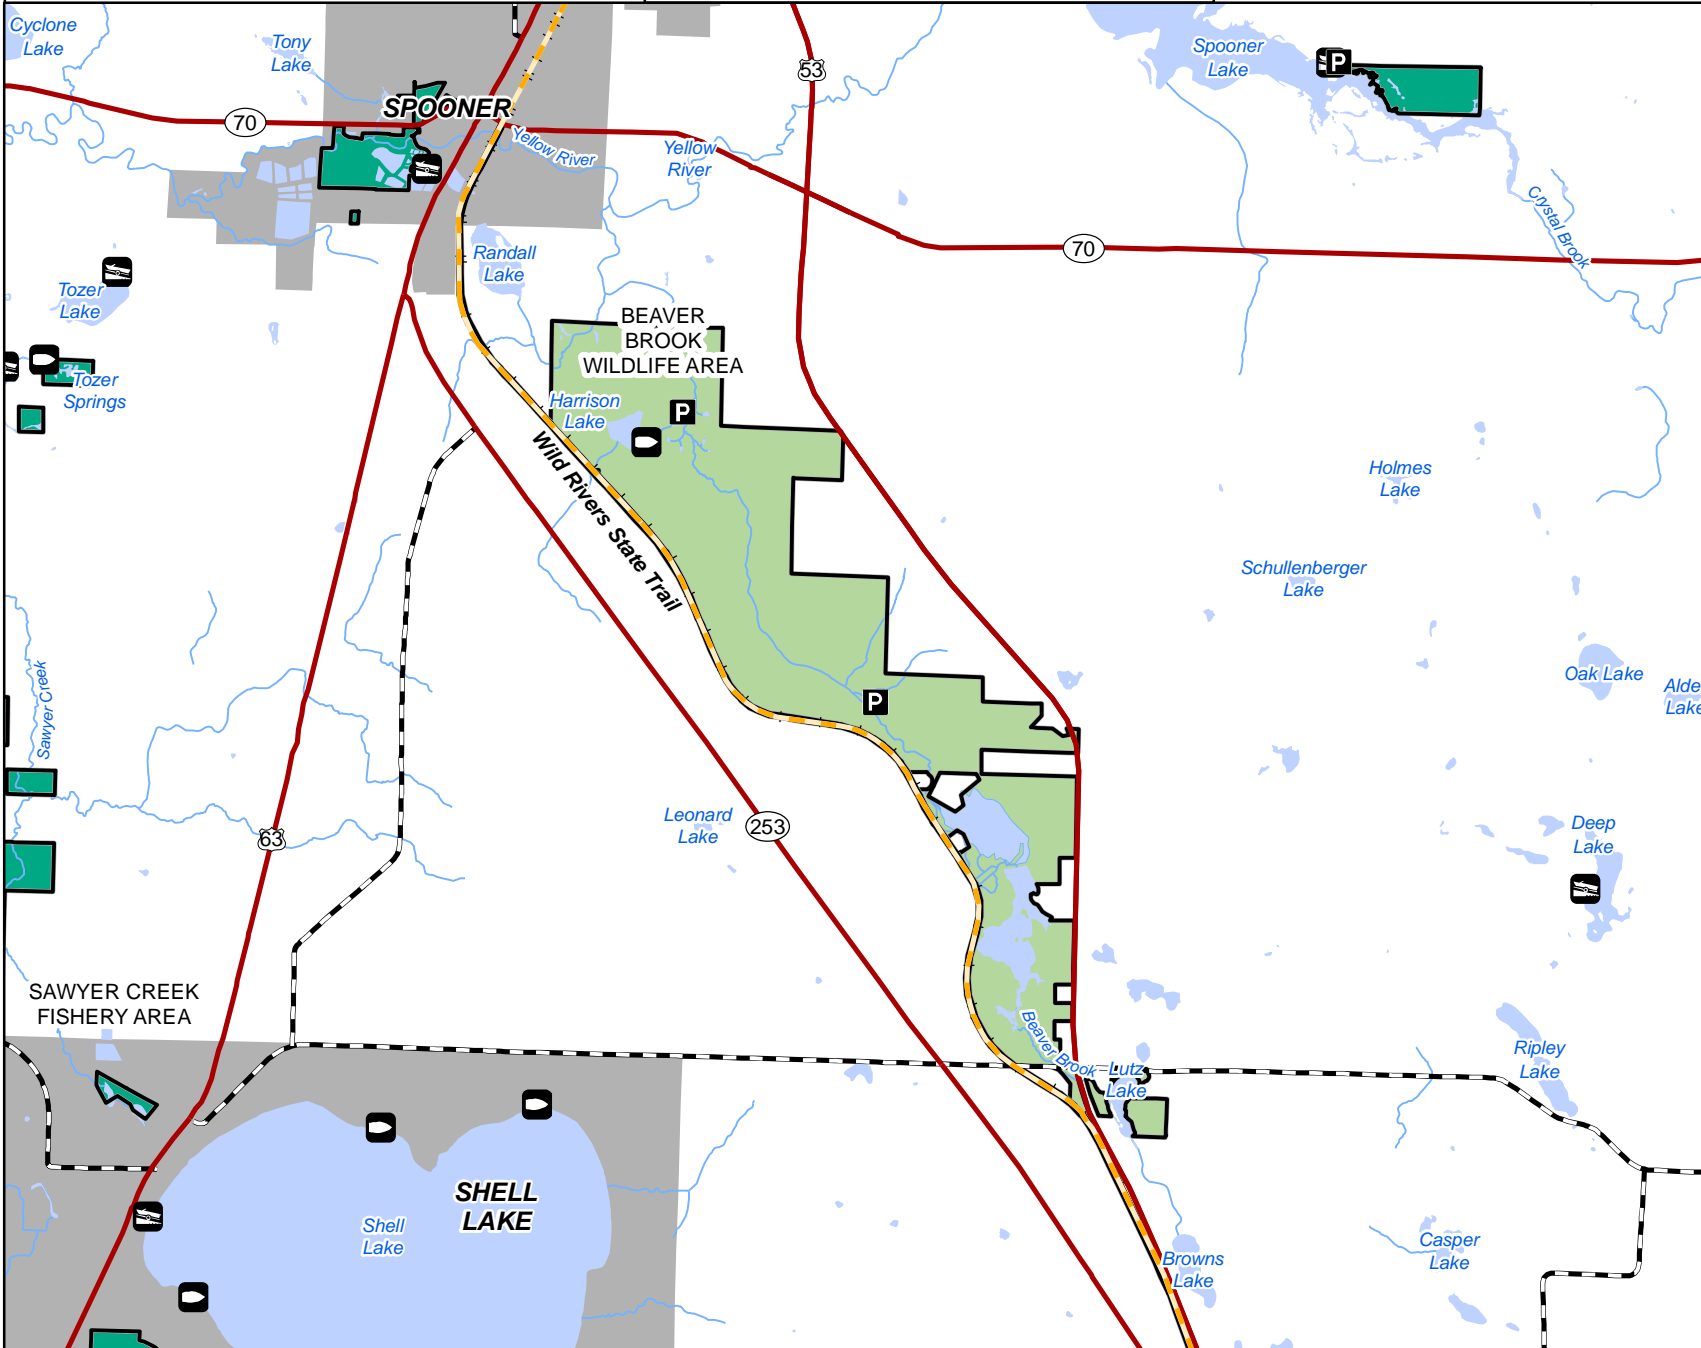 Cyclone
Lake
Tony
Lake
53
Spooner
Lake
P
SPOONER
70
Yellow River
Yellow
River
Crystal Brook
70
Randall
Lake
Tozer
Lake
BEAVER
BROOK
WILDLIFE AREA
Tozer
Springs
Harrison
Lake
P
Wild Rivers State Trail
Holmes
Lake
Schullenberger
Lake
Sawyer Creek
Oak Lake
Alde
Lake
P
63
Leonard
Lake
253
Deep
Lake
SAWYER CREEK
FISHERY AREA
Beaver Brook
Lutz
Lake
Ripley
Lake
SHELL
LAKE
Shell
Lake
Browns
Lake
Casper
Lake